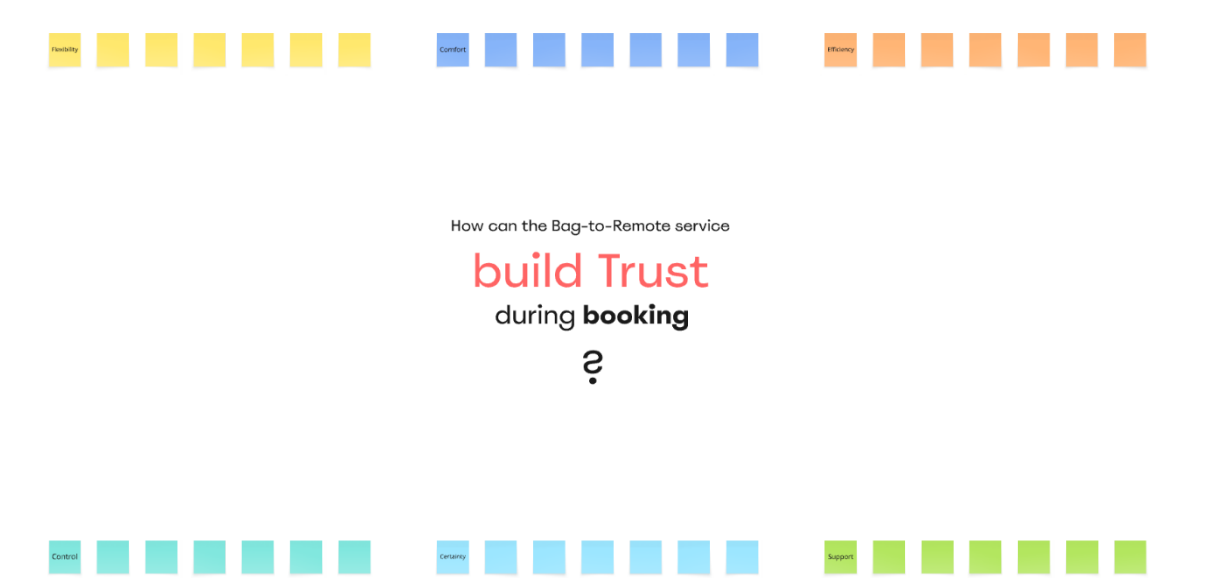 Flexibility
Comfort
Efficiency
How can the Bag-to-Remote service
build Trust
during booking
?
Control
Certainty
Support